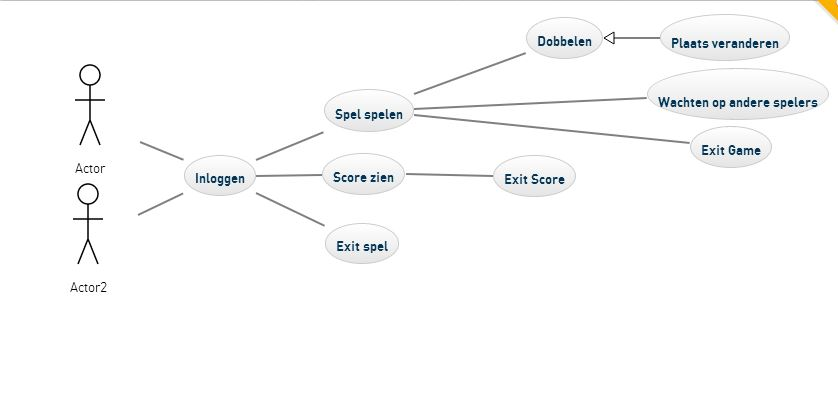 Dobbelen
Plaats veranderen
Wachten op andere spelers
Spel spelen
Exit Game
Actor
Inloggen
Score zien
Exit Score
Exit spel
Actor2